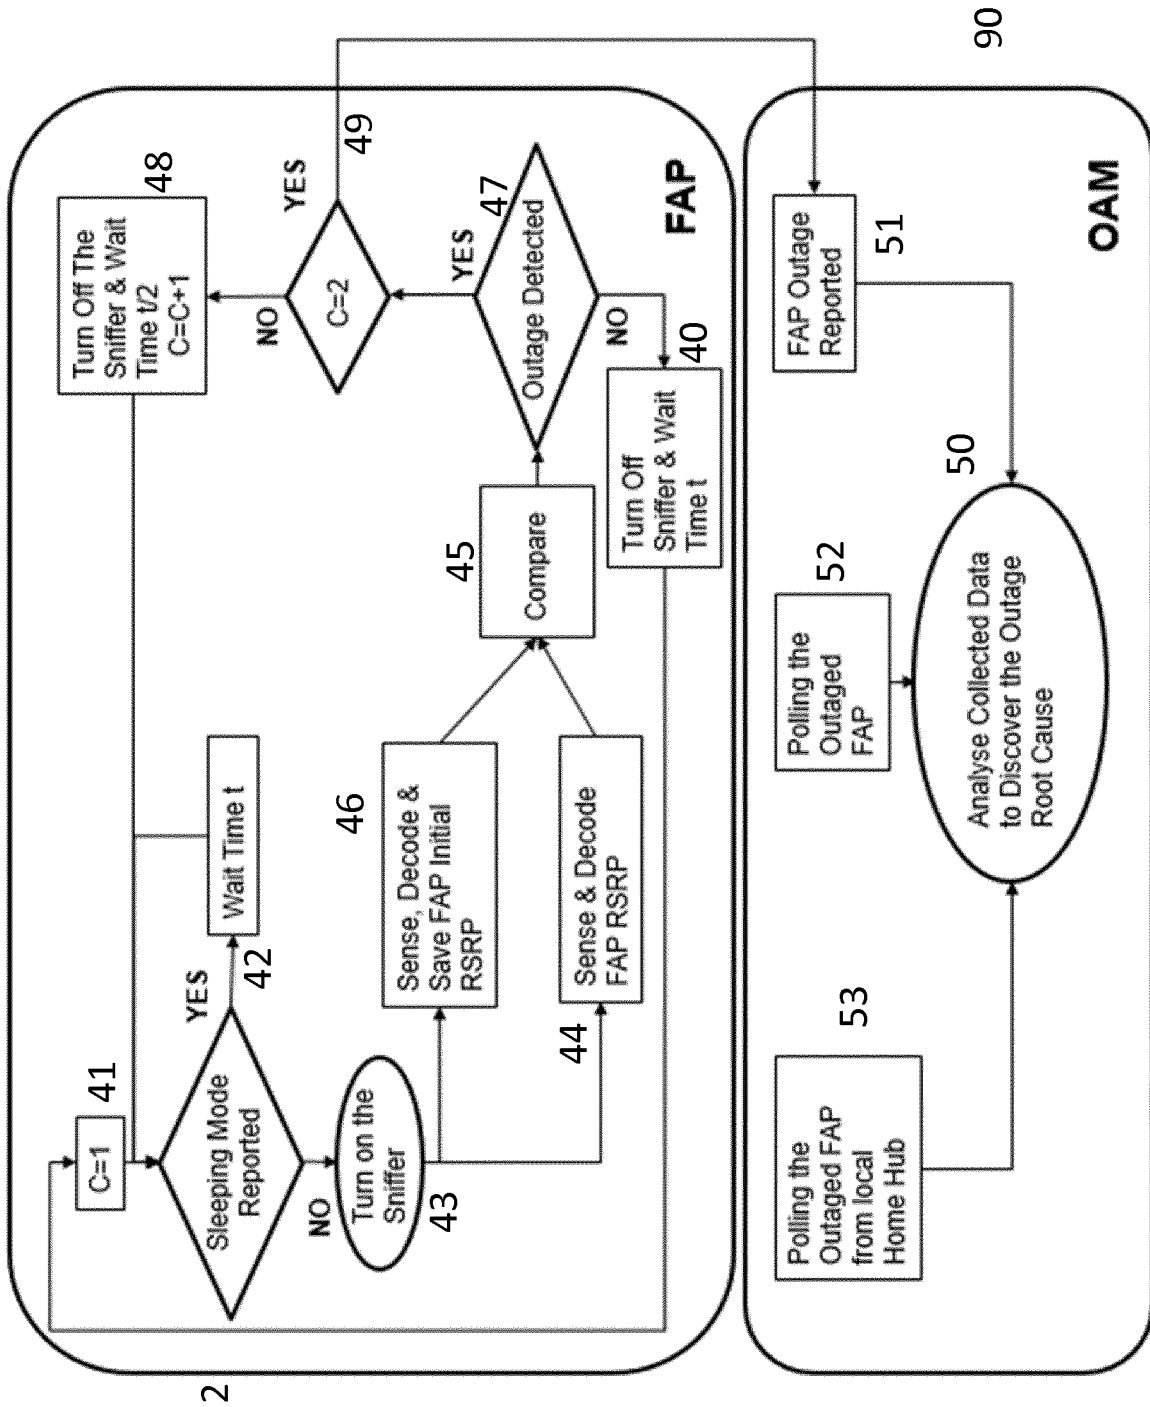 2
C=1
41
Sleeping Mode
Reported
YES
NO
42
Wait Time t
Turn on the
Sniffer
43
Sense, Decode &
Save FAP Initial
RSRP
46
Sense & Decode
FAP RSRP
44
Compare
45
Outage Detected
47
YES
NO
C=2
YES
NO
49
Turn Off The
Sniffer & Wait
Time t/2
C=C+1
48
Turn Off
Sniffer & Wait
Time t
40
FAP
90
Polling the
Outaged FAP
from local
Home Hub
53
Polling the
Outaged
FAP
52
FAP Outage
Reported
51
Analyse Collected Data
to Discover the Outage
Root Cause
50
OAM